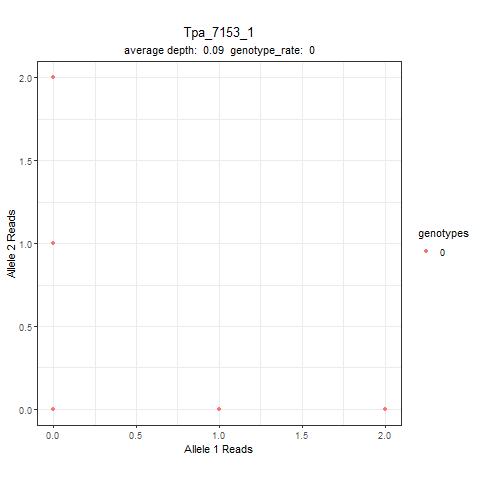 Tpa_7153_1
average depth:  0.09  genotype_rate:  0
2.0
1.5
1.0
0.5
0.0
Allele 2 Reads
0.0 0.5 1.0 1.5 2.0
Allele 1 Reads
genotypes
0